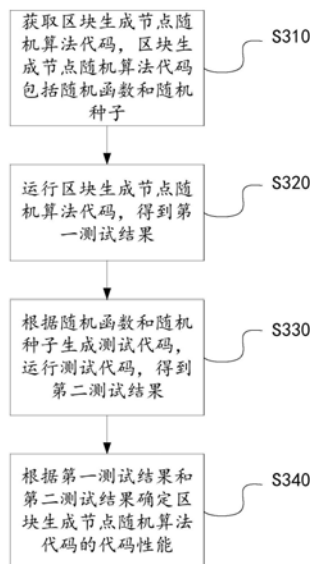 获取区块生成节点随
机算法代码，区块生
成节点随机算法代码
包括随机函数和随机
种子
S310
运行区块生成节点随
机算法代码，得到第
一测试结果
S320
根据随机函数和随机
种子生成测试代码，
运行测试代码，得到
第二测试结果
S330
根据第一测试结果和
第二测试结果确定区
块生成节点随机算法
代码的代码性能
S340